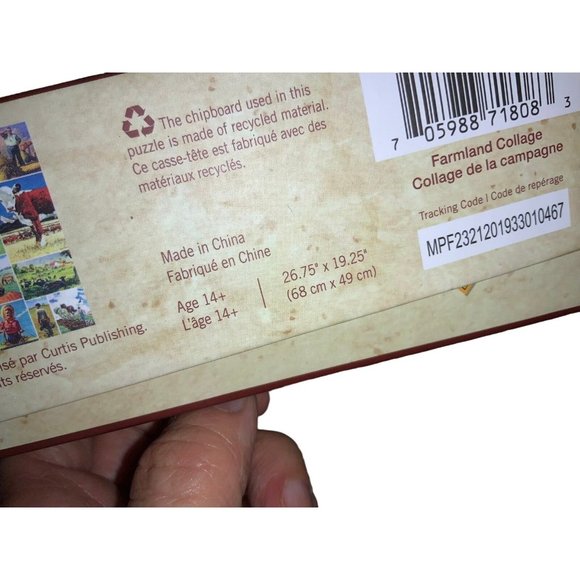 The chipboard used in this
puzzle is made of recycled material.
Ce casse-tête est fabriqué avec des
matériaux recyclés.
Made in China
Fabriqué en Chine
Age 14+
L'âge 14+
26.75" x 19.25"
(68 cm x 49 cm)
par Curtis Publishing.
réservés.
7 05988 71808 3
Farmland Collage
Collage de la campagne
Tracking Code | Code de repérage
MPF2321201933010467